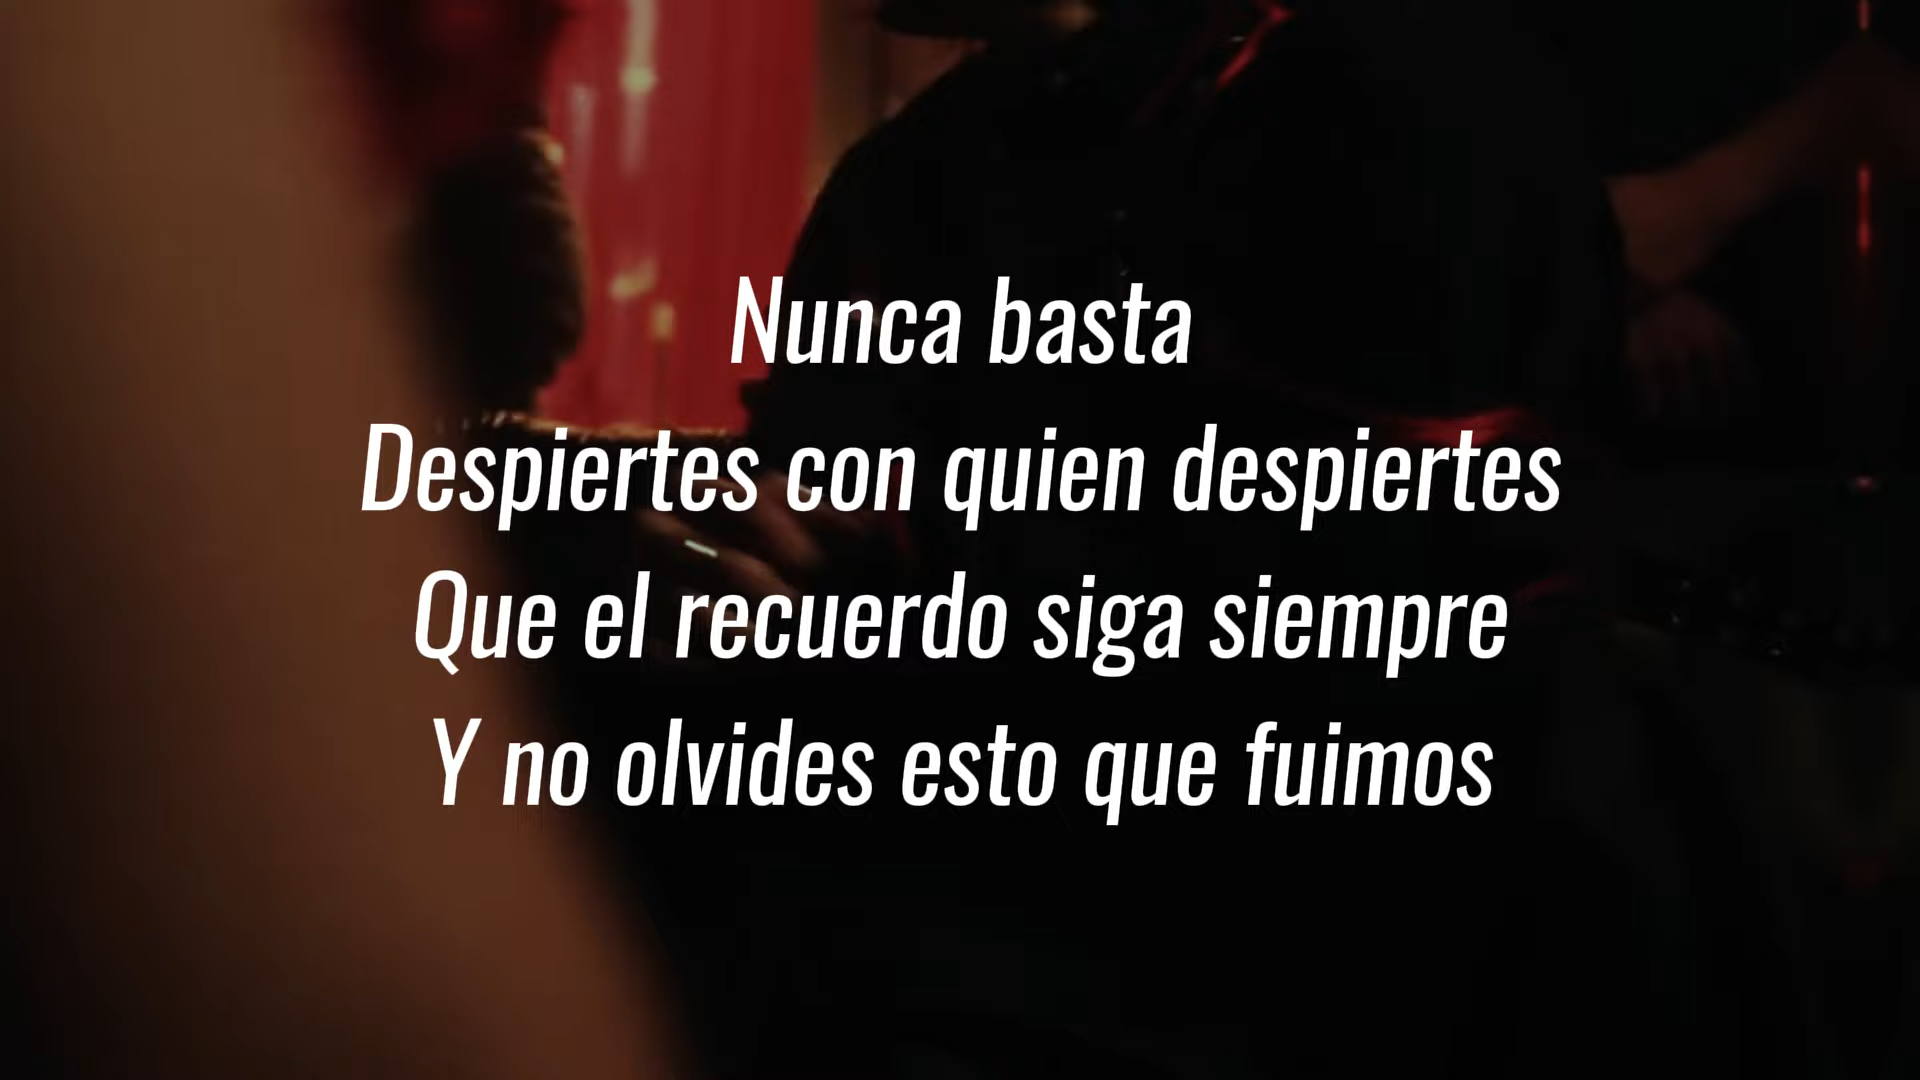 Nunca basta
Despiertes con quien despiertes
Que el recuerdo siga siempre
Y no olvides esto que fuimos